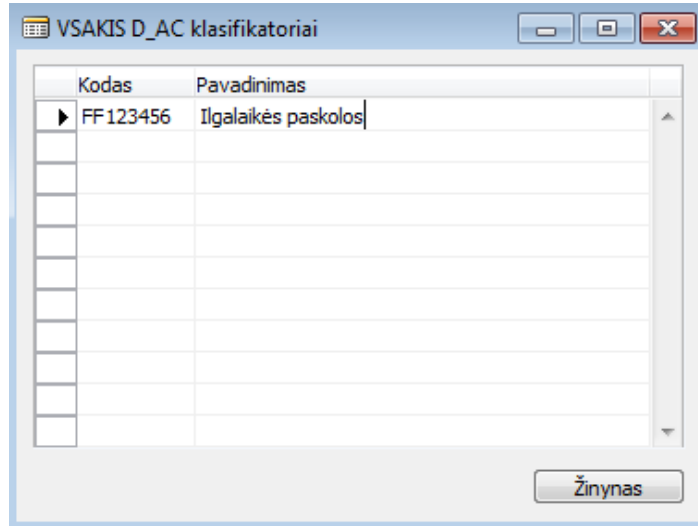 VSAKIS D_AC klasifikatoriai
Kodas Pavadinimas
FF123456 Ilgalaikės paskolos
Žinynas